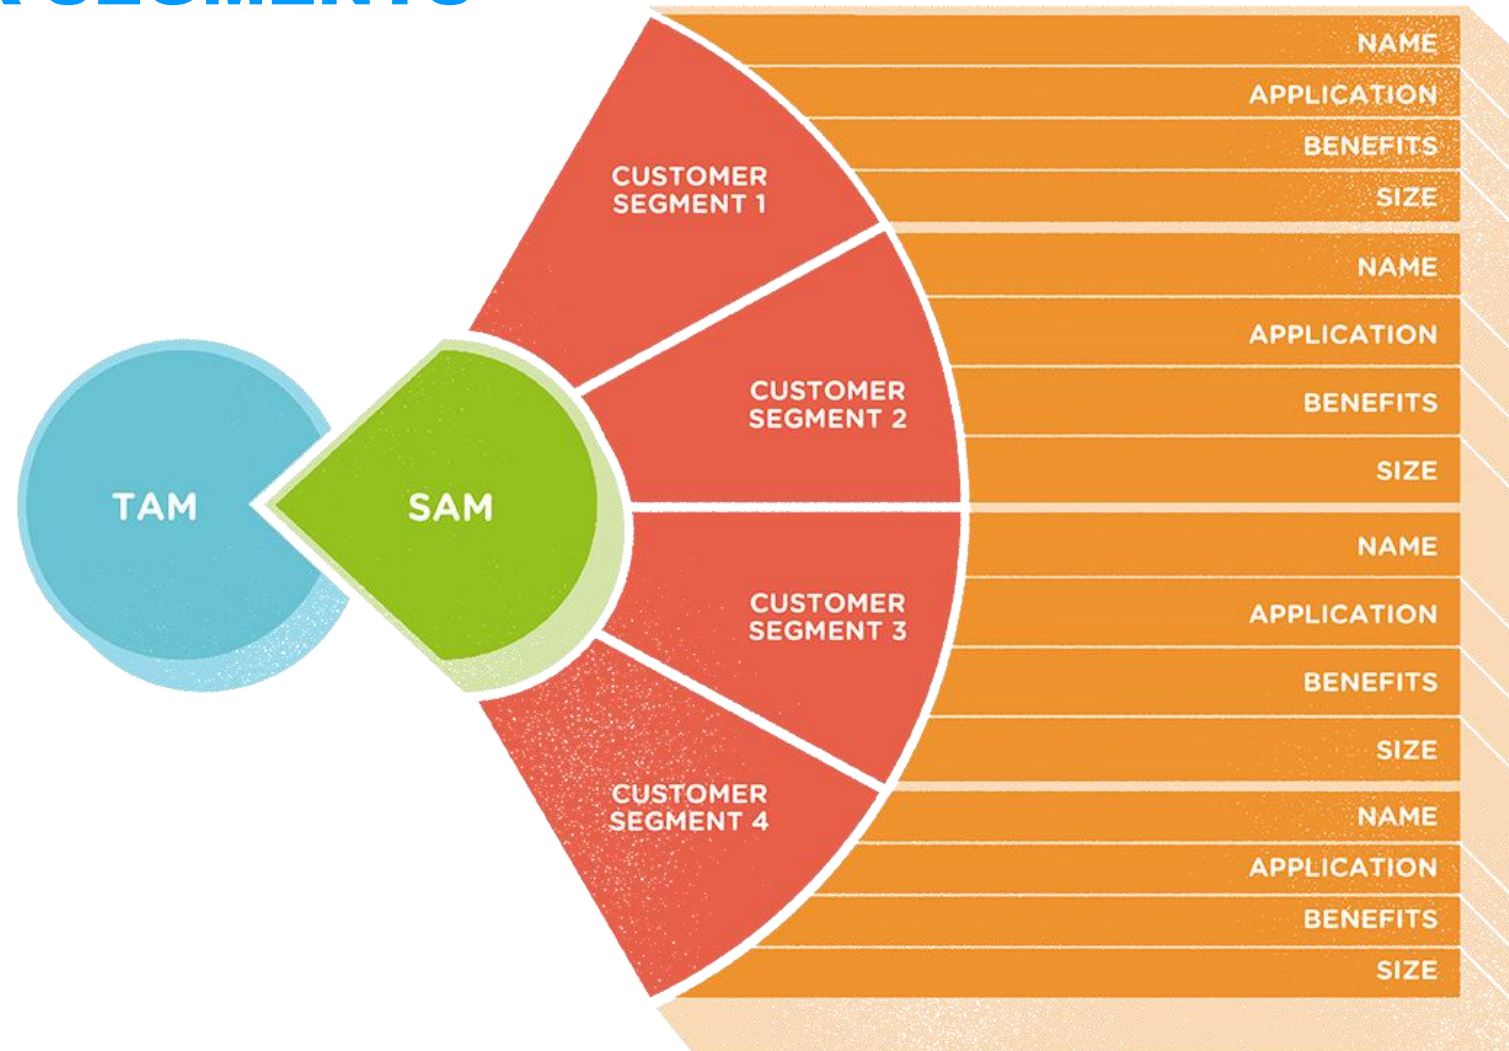 SEGMENTS
TAM
SAM
CUSTOMER
SEGMENT 1
NAME
APPLICATION
BENEFITS
SIZE
CUSTOMER
SEGMENT 2
NAME
APPLICATION
BENEFITS
SIZE
CUSTOMER
SEGMENT 3
NAME
APPLICATION
BENEFITS
SIZE
CUSTOMER
SEGMENT 4
NAME
APPLICATION
BENEFITS
SIZE